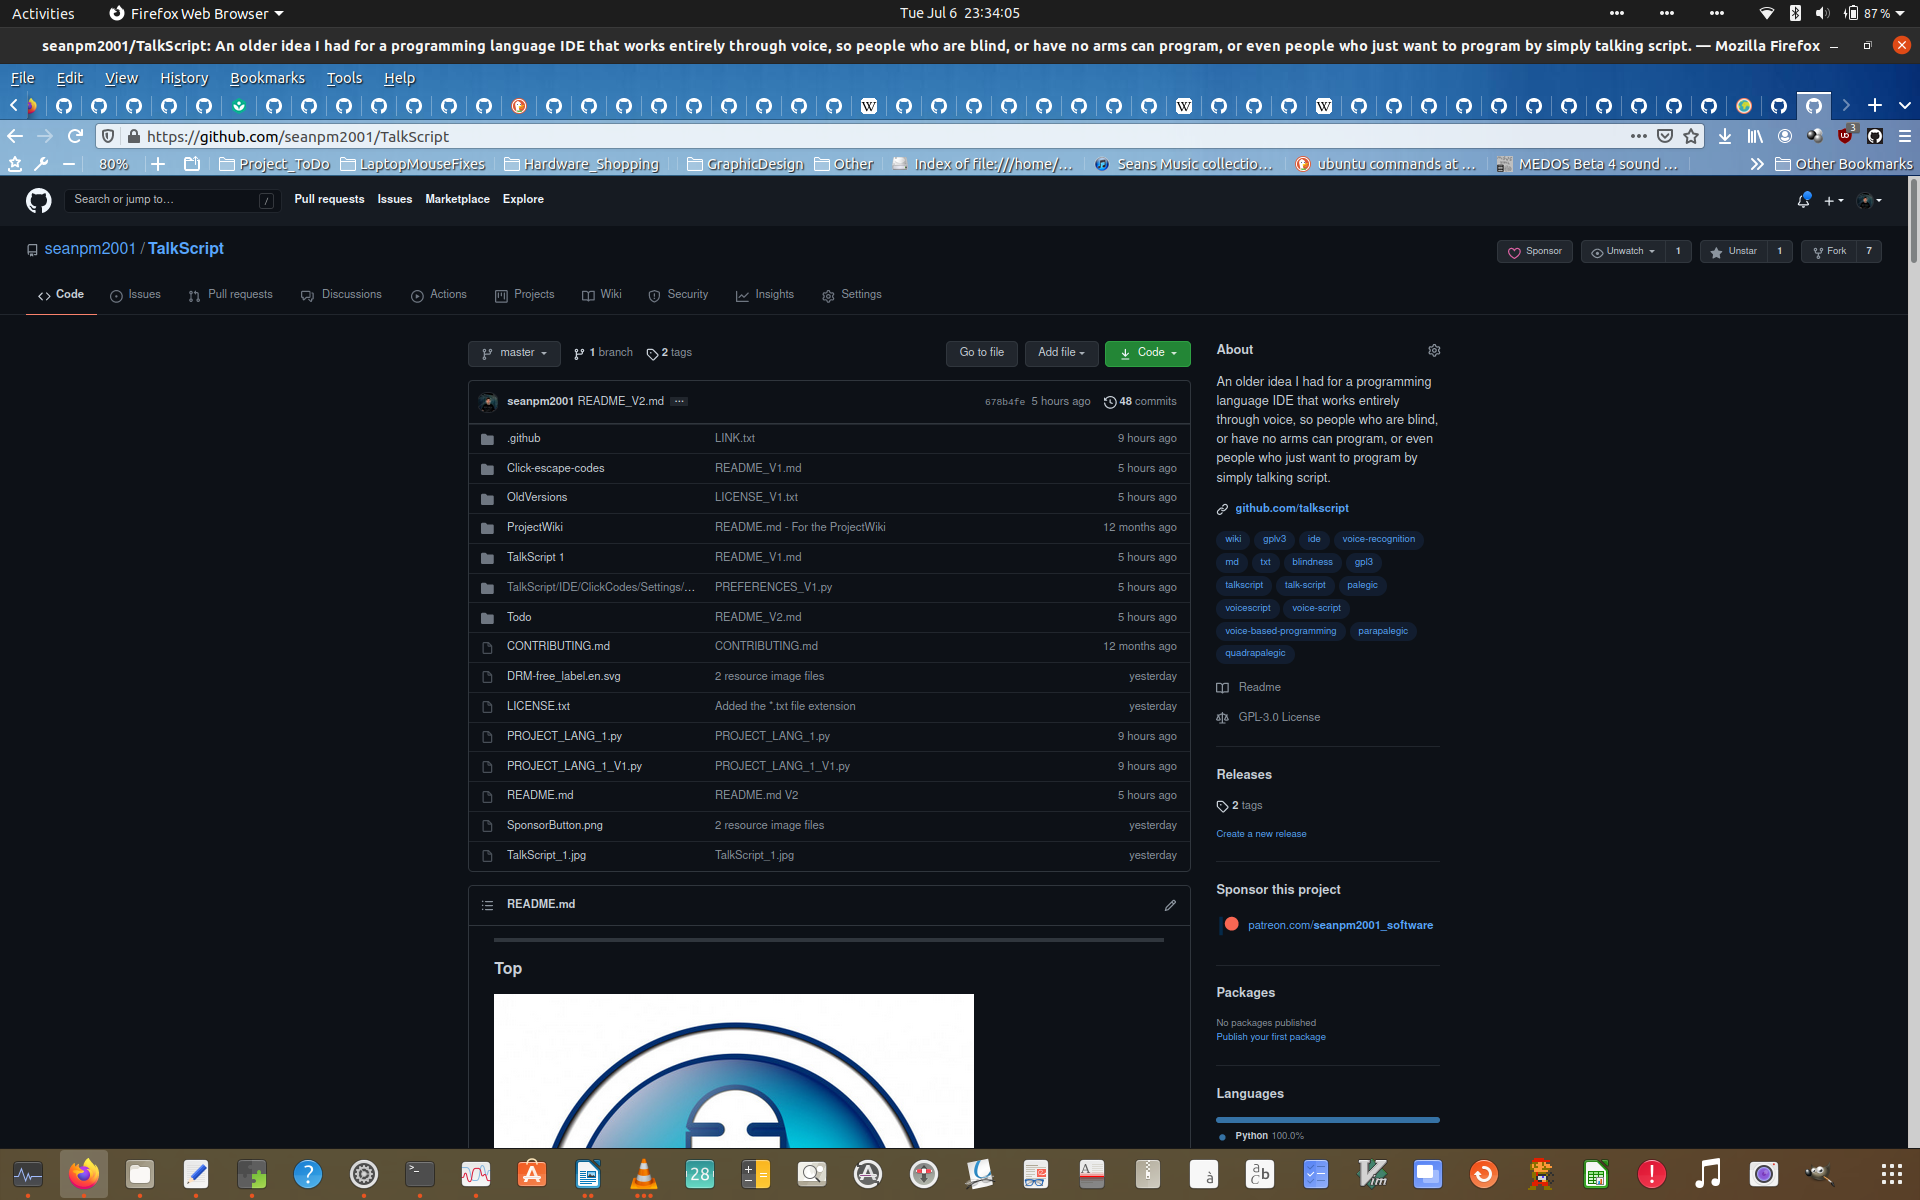 Activities Firefox Web Browser Tue Jul 6 23:34:05 87 %
seanpm2001/TalkScript: An older idea I had for a programming language IDE that works entirely through voice, so people who are blind, or have no arms can program, or even people who just want to program by simply talking script. — Mozilla Firefox
File Edit View History Bookmarks Tools Help
https://github.com/seanpm2001/TalkScript 3
80% Project_ToDo LaptopMouseFixes Hardware_Shopping GraphicDesign Other Index of file:///home/... Seans Music collectio... ubuntu commands at ... MEDOS Beta 4 sound ... Other Bookmarks
Search or jump to... / Pull requests Issues Marketplace Explore
seanpm2001 / TalkScript Sponsor Unwatch 1 Unstar 1 Fork 7
Code Issues Pull requests Discussions Actions Projects Wiki Security Insights Settings
master 1 branch 2 tags Go to file Add file Code
seanpm2001 README_V2.md ... 678b4fe 5 hours ago 48 commits
.github LINK.txt 9 hours ago
Click-escape-codes README_V1.md 5 hours ago
OldVersions LICENSE_V1.txt 5 hours ago
ProjectWiki README.md - For the ProjectWiki 12 months ago
TalkScript 1 README_V1.md 5 hours ago
TalkScript/IDE/ClickCodes/Settings/... PREFERENCES_V1.py 5 hours ago
Todo README_V2.md 5 hours ago
CONTRIBUTING.md CONTRIBUTING.md 12 months ago
DRM-free_label.en.svg 2 resource image files yesterday
LICENSE.txt Added the *.txt file extension yesterday
PROJECT_LANG_1.py PROJECT_LANG_1.py 9 hours ago
PROJECT_LANG_1_V1.py PROJECT_LANG_1_V1.py 9 hours ago
README.md README.md V2 5 hours ago
SponsorButton.png 2 resource image files yesterday
TalkScript_1.jpg TalkScript_1.jpg yesterday
README.md
Top
About
An older idea I had for a programming
language IDE that works entirely
through voice, so people who are blind,
or have no arms can program, or even
people who just want to program by
simply talking script.
github.com/talkscript
wiki gplv3 ide voice-recognition
md txt blindness gpl3
talkscript talk-script palegic
voicescript voice-script
voice-based-programming parapalegic
quadrapalegic
Readme
GPL-3.0 License
Releases
2 tags
Create a new release
Sponsor this project
patreon.com/seanpm2001_software
Packages
No packages published
Publish your first package
Languages
Python 100.0%
28